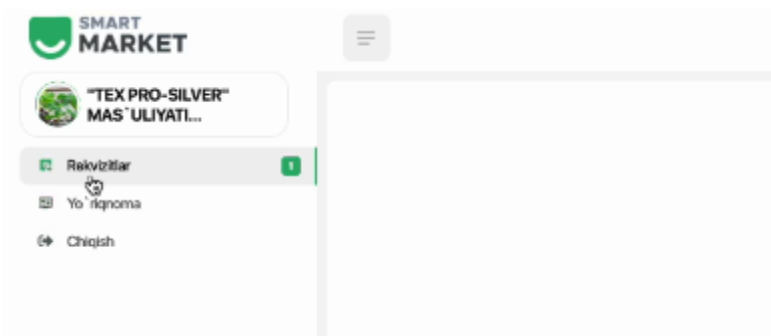 SMART
MARKET
"TEX PRO-SILVER"
MAS`ULIYATI...
Rekvizitlar
1
Yo`riqnoma
Chiqish